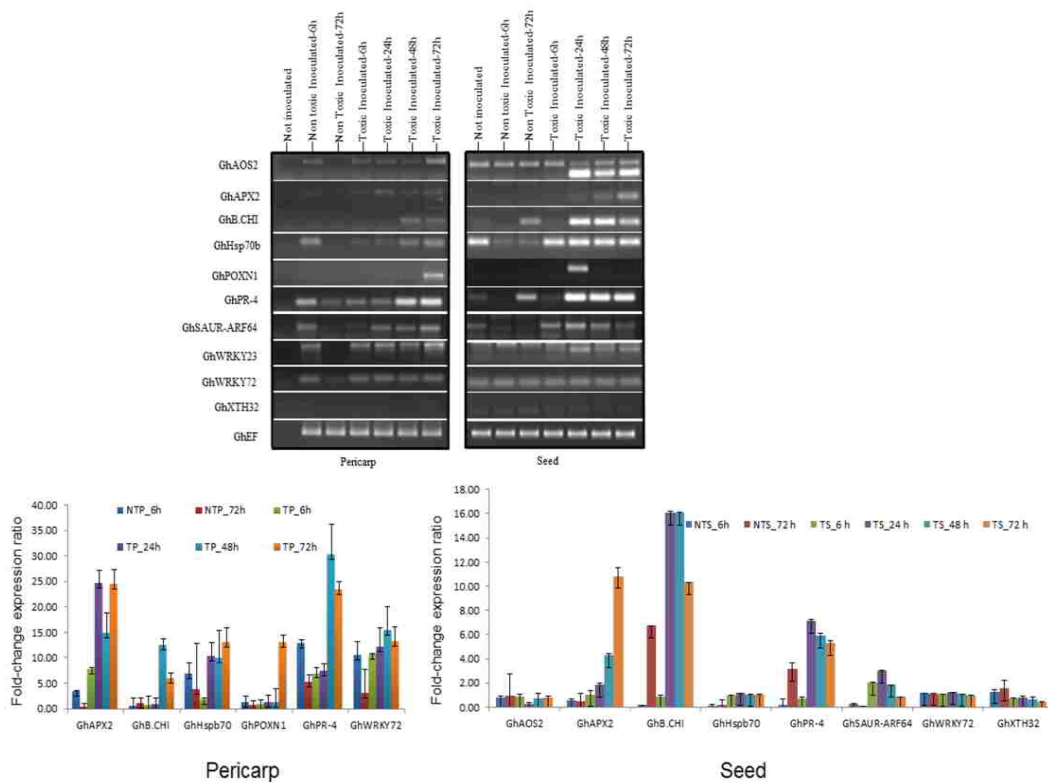 Not inoculated
Non toxic Inoculated-6h
Non Toxic Inoculated-72h
Toxic Inoculated-6h
Toxic Inoculated-24h
Toxic Inoculated-48h
Toxic Inoculated-72h
Not inoculated
Non toxic Inoculated-6h
Non Toxic Inoculated-72h
Toxic Inoculated-6h
Toxic Inoculated-24h
Toxic Inoculated-48h
Toxic Inoculated-72h
GhAOS2
GhAPX2
GhB.CHI
GhHsp70b
GhPOXN1
GhPR-4
GhSAUR-ARF64
GhWRKY23
GhWRKY72
GhXTH32
GhEF
Pericarp
Seed
Fold-change expression ratio
40.00
35.00
30.00
25.00
20.00
15.00
10.00
5.00
0.00
NTP_6h
NTP_72h
TP_6h
TP_24h
TP_48h
TP_72h
GhAPX2
GhB.CHI
GhHspb70
GhPOXN1
GhPR-4
GhWRKY72
Pericarp
Fold-change expression ratio
18.00
16.00
14.00
12.00
10.00
8.00
6.00
4.00
2.00
0.00
NTS_6h
NTS_72 h
TS_6 h
TS_24 h
TS_48 h
TS_72 h
GhAOS2
GhAPX2
GhB.CHI
GhHspb70
GhPR-4
GhSAUR-ARF64
GhWRKY72
GhXTH32
Seed